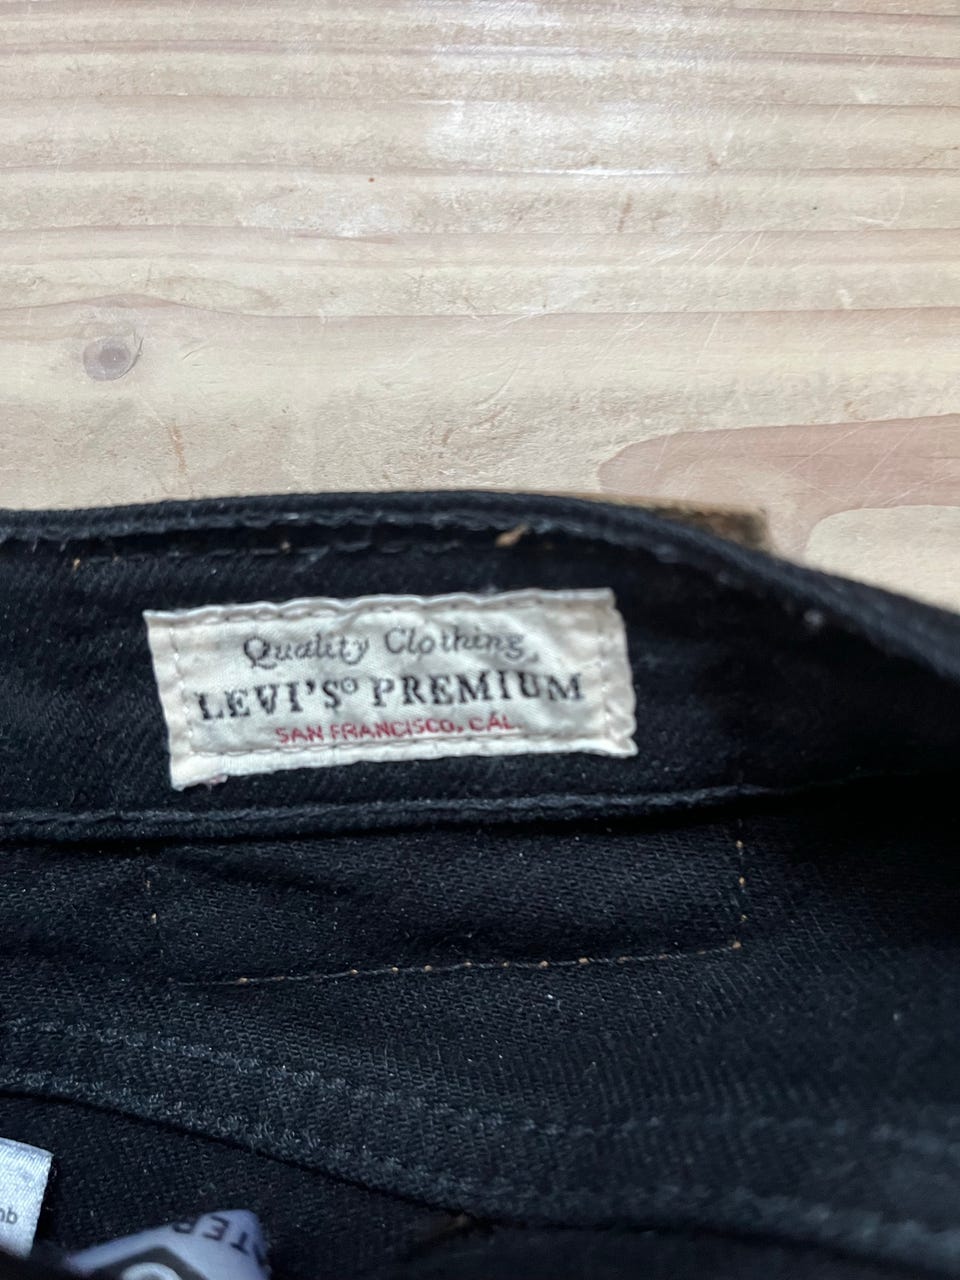 Quality Clothing
LEVI'S® PREMIUM
SAN FRANCISCO, CAL.